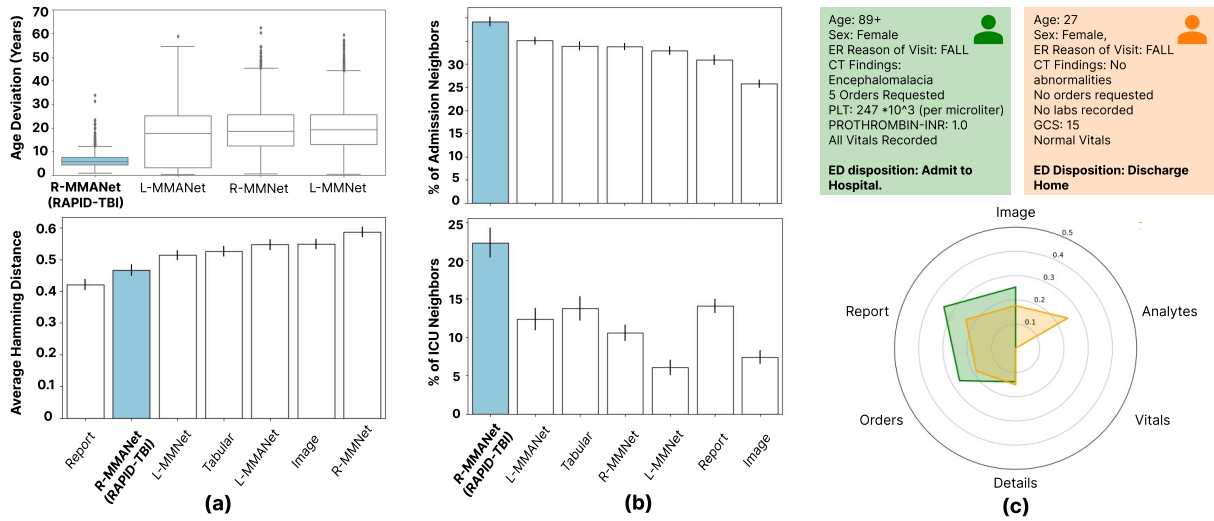 Age Deviation (Years)
70
60
50
40
30
20
10
0
R-MMANet
(RAPID-TBI)
L-MMANet
R-MMNet
L-MMNet
Average Hamming Distance
0.6
0.5
0.4
0.3
0.2
0.1
0
Report
R-MMANet
(RAPID-TBI)
L-MMNet
Tabular
L-MMANet
Image
R-MMNet
(a)
% of Admission Neighbors
30
35
20
15
10
5
0
% of ICU Neighbors
25
20
15
10
5
0
R-MMANet
(RAPID-TBI)
L-MMANet
Tabular
R-MMNet
L-MMNet
Report
Image
(b)
Age: 89+
Sex: Female
ER Reason of Visit: FALL
CT Findings:
Encephalomalacia
5 Orders Requested
PLT: 247 *10^3 (per microliter)
PROTHROMBIN-INR: 1.0
All Vitals Recorded
ED disposition: Admit to
Hospital.
Age: 27
Sex: Female,
ER Reason of Visit: FALL
CT Findings: No
abnormalities
No orders requested
No labs recorded
GCS: 15
Normal Vitals
ED Disposition: Discharge
Home
Image
0.5
0.4
0.3
0.2
0.1
Report
Analytes
Orders
Vitals
Details
(c)